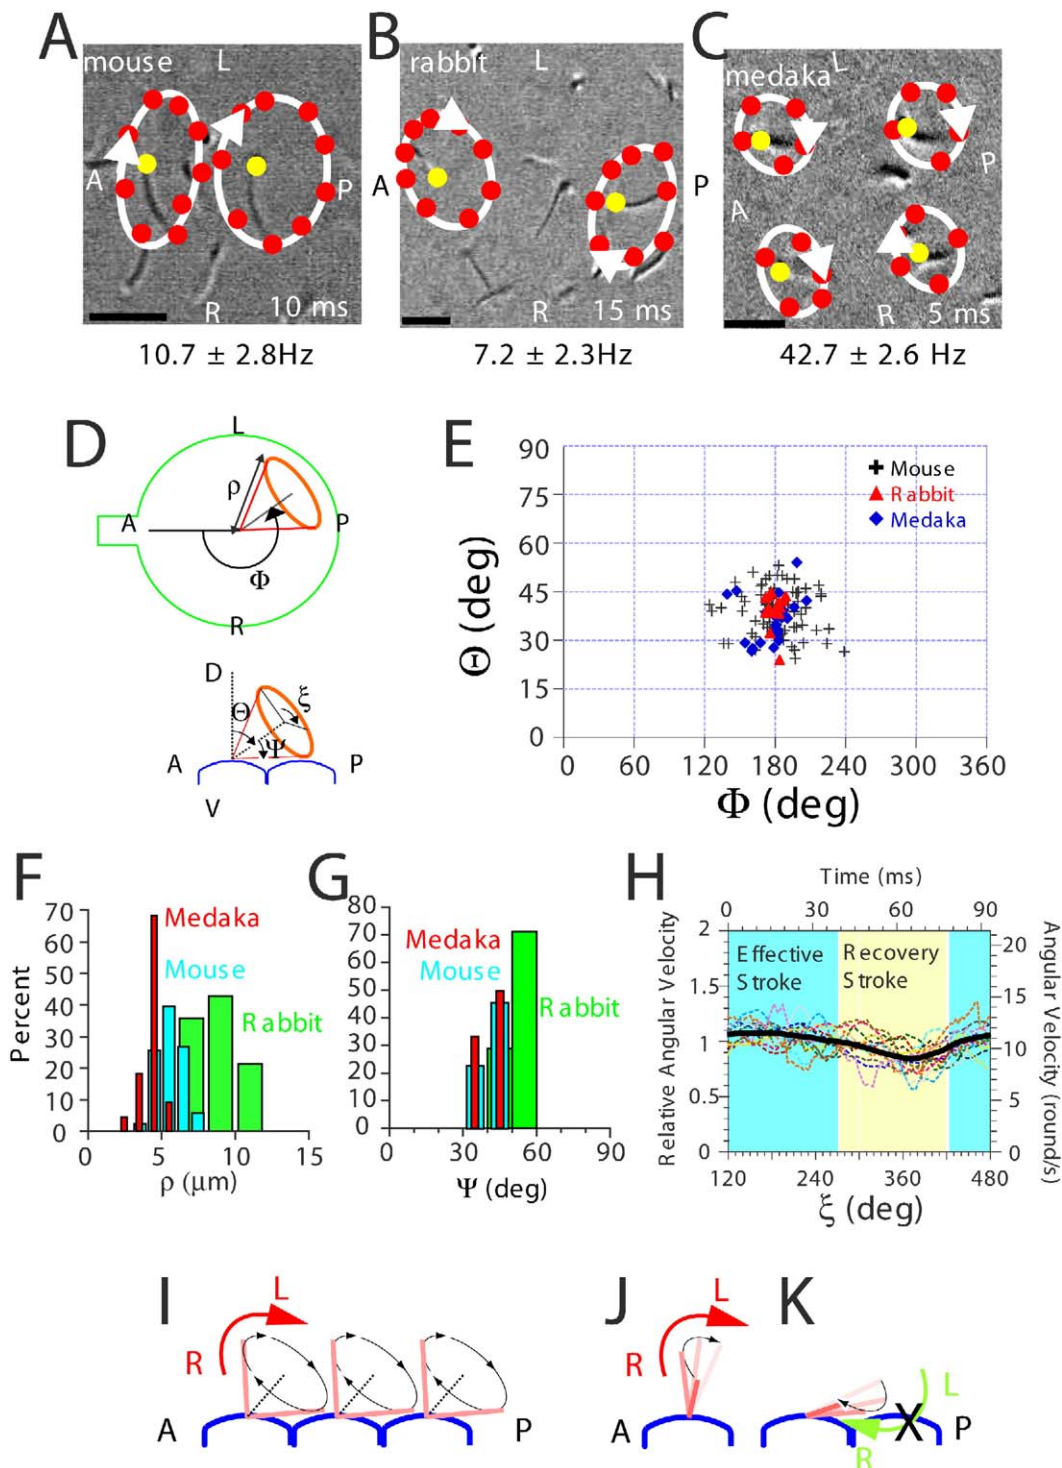 A
B
C
mouse
L
rabbit
L
medaka
L
A
P
A
P
A
P
R
10 ms
R
15 ms
R
5 ms
10.7 ± 2.8Hz
7.2 ± 2.3Hz
42.7 ± 2.6 Hz
D
L
ρ
A
P
Φ
R
D
Θ
ξ
Ψ
A
P
V
E
90
75
60
45
30
15
0
Θ (deg)
Mouse
Rabbit
Medaka
0 60 120 180 240 300 360
Φ (deg)
F
70
60
50
40
30
20
10
0
Percent
Medaka
Mouse
Rabbit
0 5 10 15
ρ (μm)
G
80
70
60
50
40
30
20
10
0
Medaka
Mouse
Rabbit
0 30 60 90
Ψ (deg)
H
Time (ms)
0 30 60 90
Relative Angular Velocity
2
1.5
1
0.5
0
Effective
Stroke
Recovery
Stroke
20
15
10
5
0
Angular Velocity (round/s)
120 240 360 480
ξ (deg)
I
L
R
A
P
J
L
R
A
K
L
X
P
R